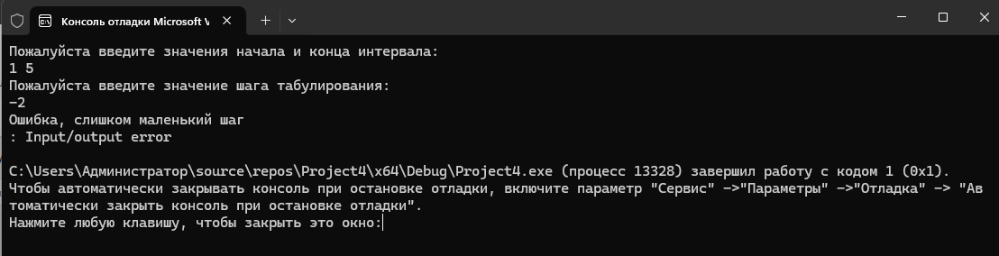 Консоль отладки Microsoft V
Пожалуйста введите значения начала и конца интервала:
1 5
Пожалуйста введите значение шага табулирования:
-2
Ошибка, слишком маленький шаг
: Input/output error
C:\Users\Администратор\source\repos\Project4\x64\Debug\Project4.exe (процесс 13328) завершил работу с кодом 1 (0x1).
Чтобы автоматически закрывать консоль при остановке отладки, включите параметр "Сервис" ->"Параметры" ->"Отладка" -> "Ав
томатически закрыть консоль при остановке отладки".
Нажмите любую клавишу, чтобы закрыть это окно: